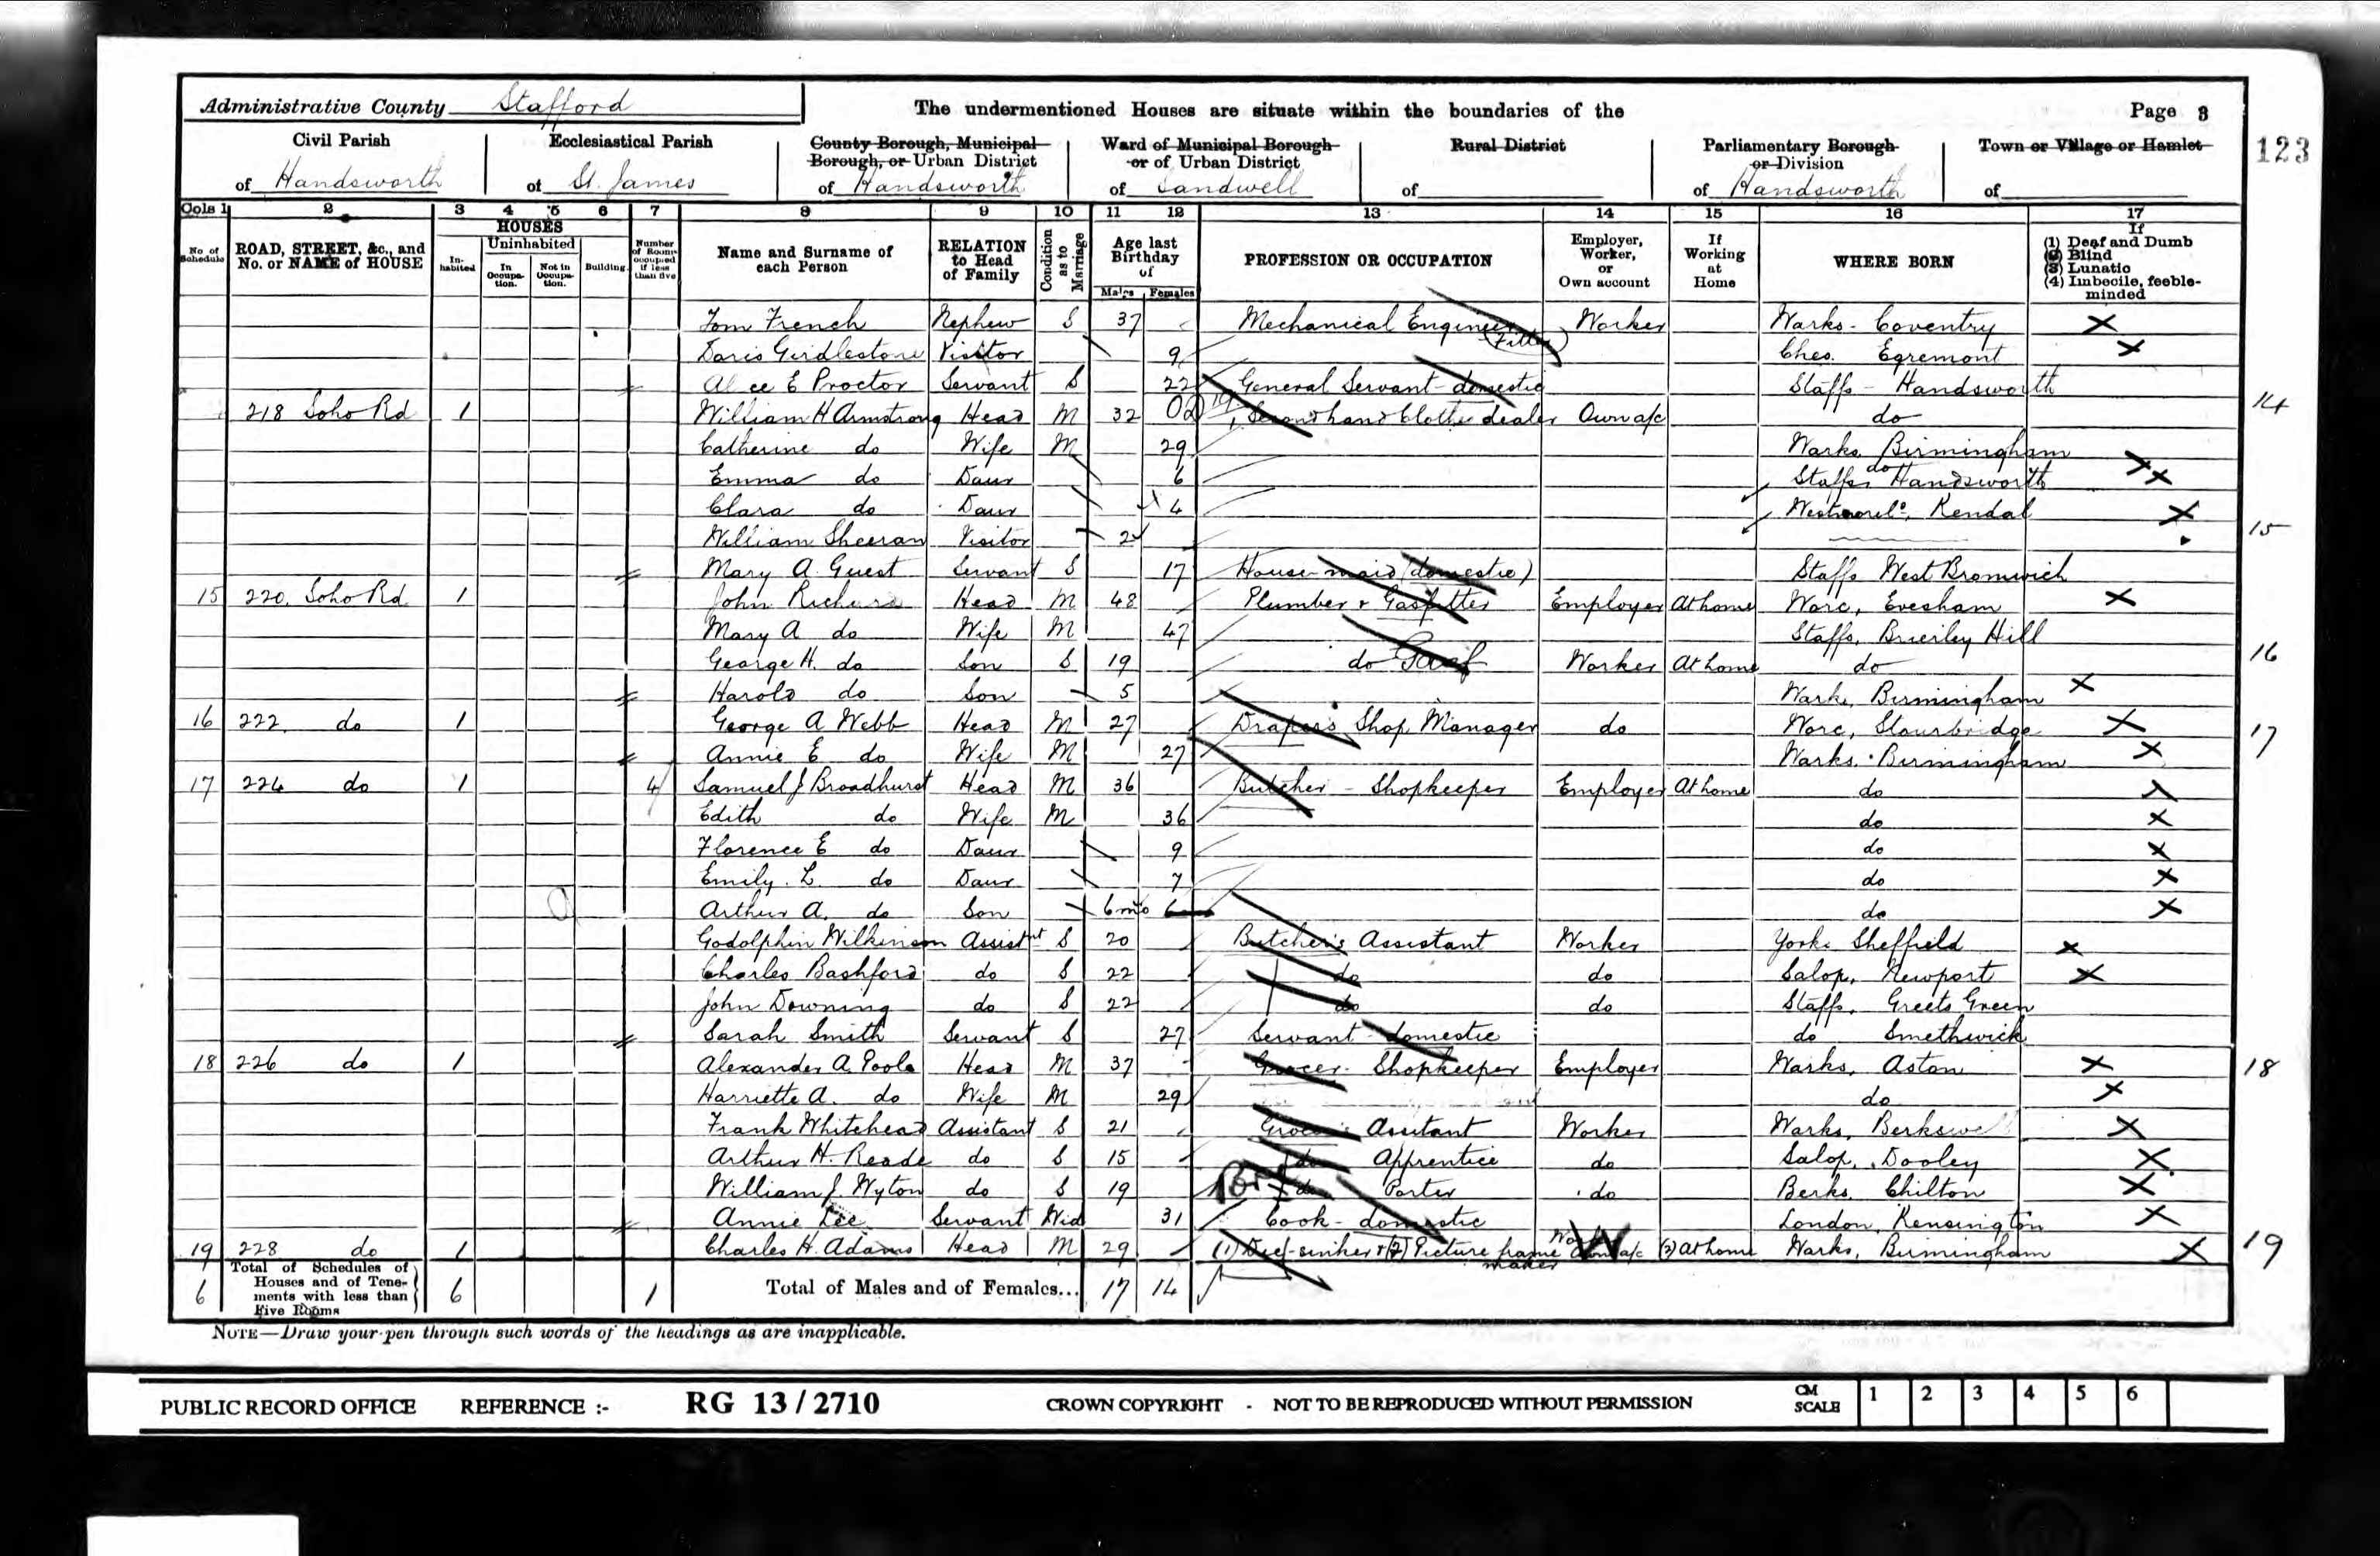 Administrative County Stafford The undermentioned Houses are situate within the boundaries of the Page 3
123
Civil Parish Ecclesiastical Parish County Borough, Municipal Borough, or Urban District Ward of Municipal Borough or of Urban District Rural District Parliamentary Borough or Division Town or Village or Hamlet
of Handsworth of St. James of Handsworth of Sandwell of of Handsworth of
Cols 1 2 3 4 5 6 7 8 9 10 11 12 13 14 15 16 17
No. of Schedule ROAD, STREET, &c., and No. or NAME of HOUSE HOUSES Inhabited Uninhabited In Occupation. Not in Occupation. Building. Number of Rooms occupied if less than five Name and Surname of each Person RELATION to Head of Family Condition as to Marriage Age last Birthday of Males Females PROFESSION OR OCCUPATION Employer, Worker, or Own account If Working at Home WHERE BORN If (1) Deaf and Dumb (2) Blind (3) Lunatic (4) Imbecile, feeble-minded
Tom French Nephew S 37 Mechanical Engineer (Fitter) Worker Warks - Coventry
Doris Girdlestone Visitor 9 Ches. Egremont
Alice E Proctor Servant S 22 General Servant - domestic Staffs - Handsworth
218 Soho Rd 1 William H Armstrong Head M 32 Secondhand Clothes dealer Own a/c do 14
Catherine do Wife M 29 Warks. Birmingham
Emma do Daur 6 Staffs Handsworth
Clara do Daur 4 Westmorel^d. Kendal
William Sheeran Visitor 2 15
Mary A. Guest Servant S 17 House-maid (domestic) Staffs West Bromwich
15 220. Soho Rd 1 John Richards Head M 48 Plumber & Gasfitter Employer At home Worc, Evesham
Mary A do Wife M 47 Staffs, Brierley Hill
George H. do Son S 19 do Worker At home do 16
Harold do Son 5 Warks, Birmingham
16 222 do 1 George A Webb Head M 27 Draper's Shop Manager do Worc, Stourbridge 17
Annie E do Wife M 27 Warks. Birmingham
17 224 do 1 4 Samuel J Broadhurst Head M 36 Butcher - Shopkeeper Employer At home do
Edith do Wife M 36 do
Florence E do Daur 9 do
Emily. L. do Daur 7 do
Arthur A. do Son 6mo do
Godolphin Wilkinson Assistnt S 20 Butcher's Assistant Worker Yorks Sheffield
Charles Bashford do S 22 do do Salop, Newport
John Downing do S 22 do do Staffs. Greets Green
Sarah Smith Servant S 27 Servant - domestic do Smethwick
18 226 do 1 Alexander A. Poole Head M 37 Grocer - Shopkeeper Employer Warks, Aston 18
Harriette A. do Wife M 29 do
Frank Whitehead Assistant S 21 Grocer's Assitant Worker Warks, Berkswell
Arthur H. Reade do S 15 do Apprentice do Salop, Dooley
William J. Wyton do S 19 do Porter do Berks. Chilton
Annie Lee Servant Wid 31 Cook - domestic London, Kensington
19 228 do 1 Charles H. Adams Head M 29 (1) Die-sinker & (2) Picture frame maker Own a/c (2) At home Warks, Birmingham 19
6 Total of Schedules of Houses and of Tenements with less than Five Rooms 6 1 Total of Males and of Females... 17 14
NOTE—Draw your pen through such words of the headings as are inapplicable.
PUBLIC RECORD OFFICE REFERENCE :- RG 13/2710 CROWN COPYRIGHT - NOT TO BE REPRODUCED WITHOUT PERMISSION CM SCALE 1 2 3 4 5 6